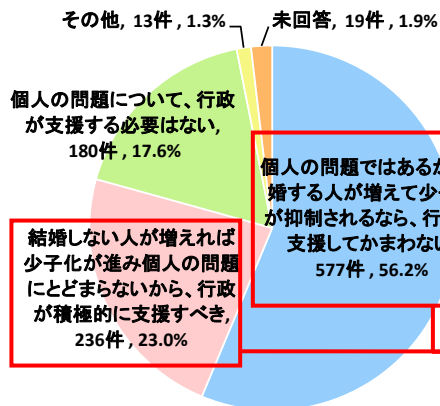 その他, 13件 , 1.3%
未回答, 19件 , 1.9%
個人の問題について、行政
が支援する必要はない,
180件 , 17.6%
個人の問題ではあるか
婚する人が増えて少
が抑制されるなら、行
支援してかまわない
577件 , 56.2%
結婚しない人が増えれば
少子化が進み個人の問題
にとどまらないから、行政
が積極的に支援すべき,
236件 , 23.0%